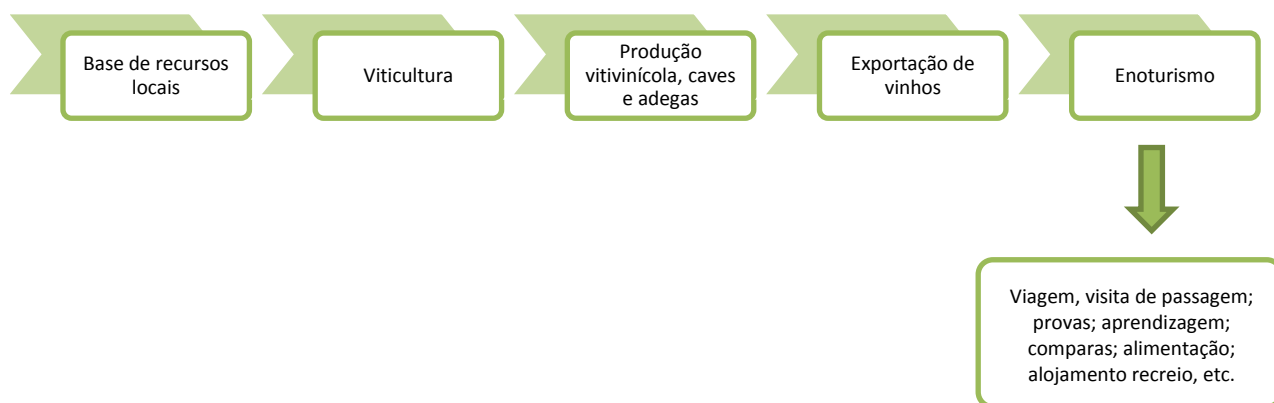 Base de recursos
locais
Viticultura
Produção
vitivinícola, caves
e adegas
Exportação de
vinhos
Enoturismo
Viagem, visita de passagem;
provas; aprendizagem;
comparas; alimentação;
alojamento recreio, etc.